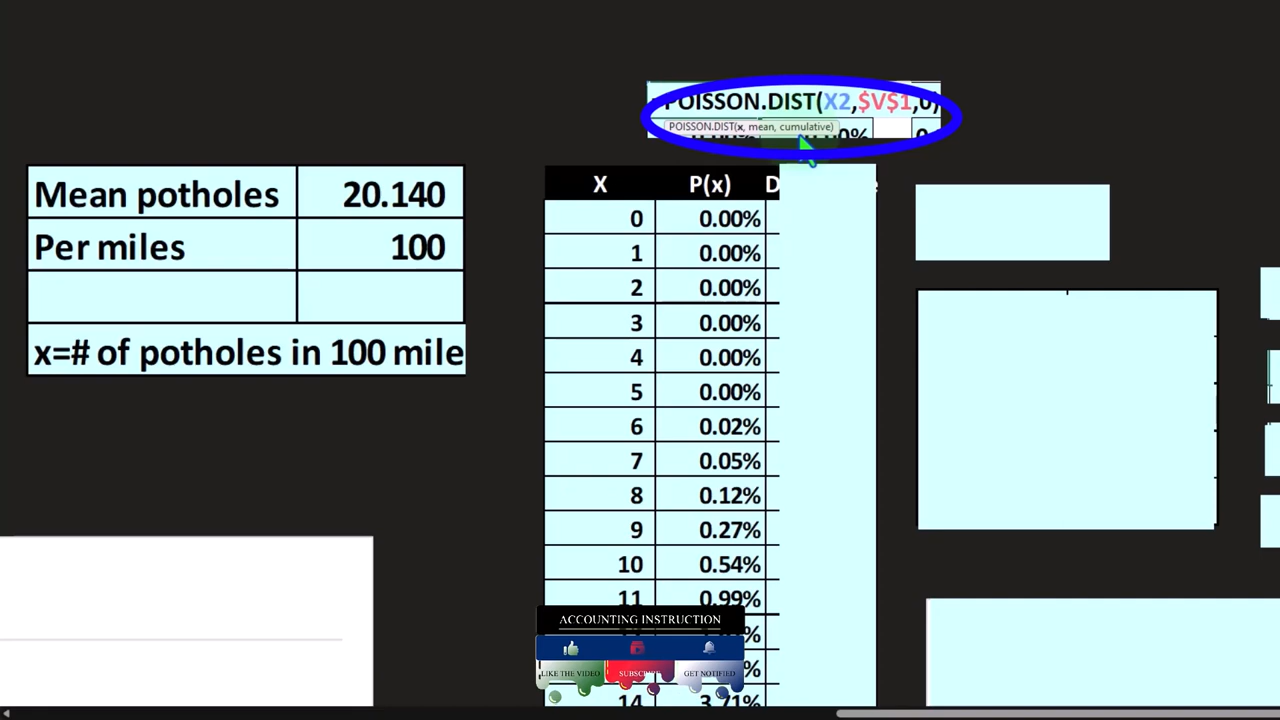 POISSON.DIST(X2,$V$1,0)
POISSON.DIST(x, mean, cumulative)
Mean potholes 20.140
Per miles 100
x=# of potholes in 100 mile
X P(x) D
0 0.00%
1 0.00%
2 0.00%
3 0.00%
4 0.00%
5 0.00%
6 0.02%
7 0.05%
8 0.12%
9 0.27%
10 0.54%
11 0.99%
14 3.71%
ACCOUNTING INSTRUCTION
LIKE THE VIDEO SUBSCRIBE GET NOTIFIED